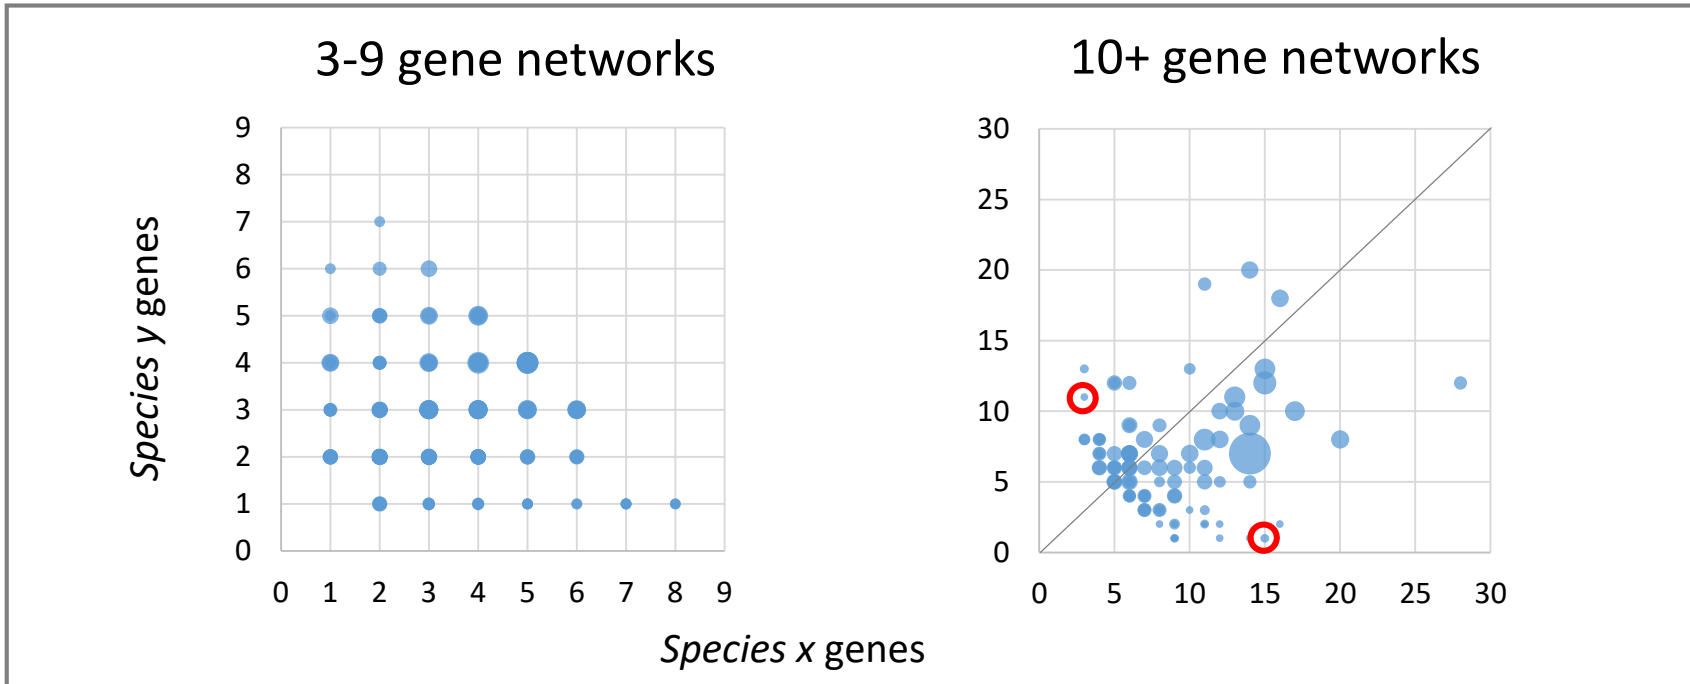 3-9 gene networks
10+ gene networks
Species y genes
9
8
7
6
5
4
3
2
1
0
0 1 2 3 4 5 6 7 8 9
30
25
20
15
10
5
0
0 5 10 15 20 25 30
Species x genes